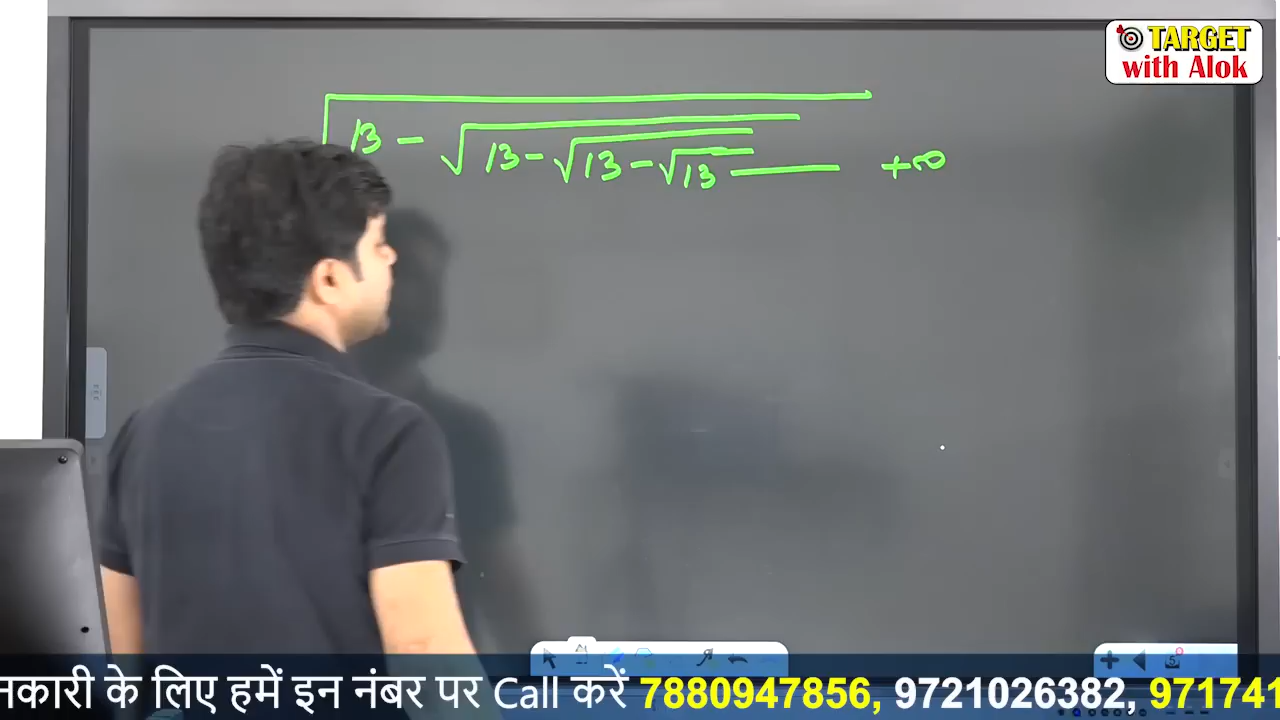 TARGET
with Alok
13 - √13 - √13 - √13 —— +∞
नकारी के लिए हमें इन नंबर पर Call करें 7880947856, 9721026382, 971741